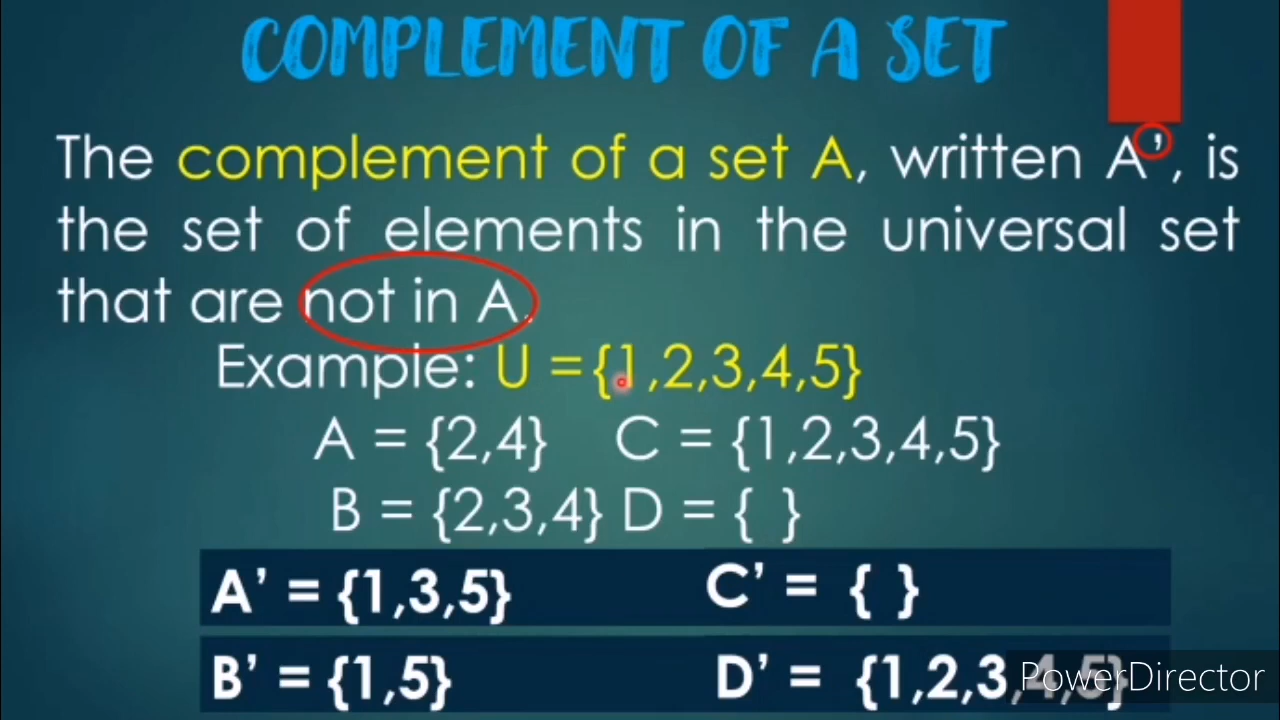 COMPLEMENT OF A SET
The complement of a set A, written A', is
the set of elements in the universal set
that are not in A.
Example: U ={1,2,3,4,5}
A = {2,4} C = {1,2,3,4,5}
B = {2,3,4} D = { }
A’ = {1,3,5} C’ = { }
B’ = {1,5} D’ = {1,2,3,4,5}
PowerDirector